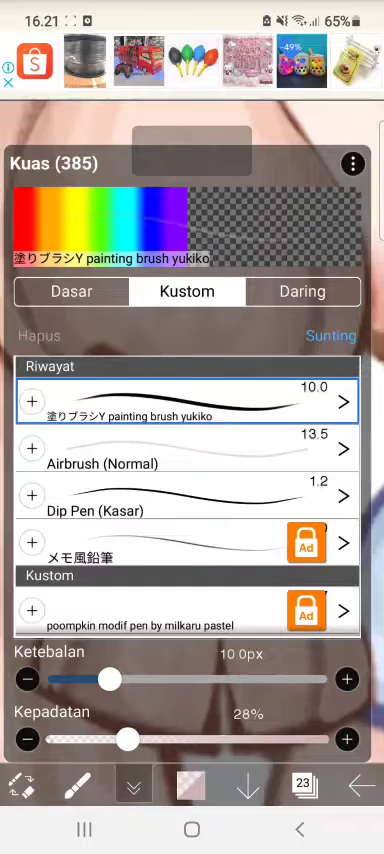 16.21
65%
-49%
Kuas (385)
塗りブラシY painting brush yukiko
Dasar
Kustom
Daring
Hapus
Sunting
Riwayat
10.0
塗りブラシY painting brush yukiko
13.5
Airbrush (Normal)
1.2
Dip Pen (Kasar)
Ad
メモ風鉛筆
Kustom
Ad
poompkin modif pen by milkaru pastel
Ketebalan
10.0px
Kepadatan
28%
23